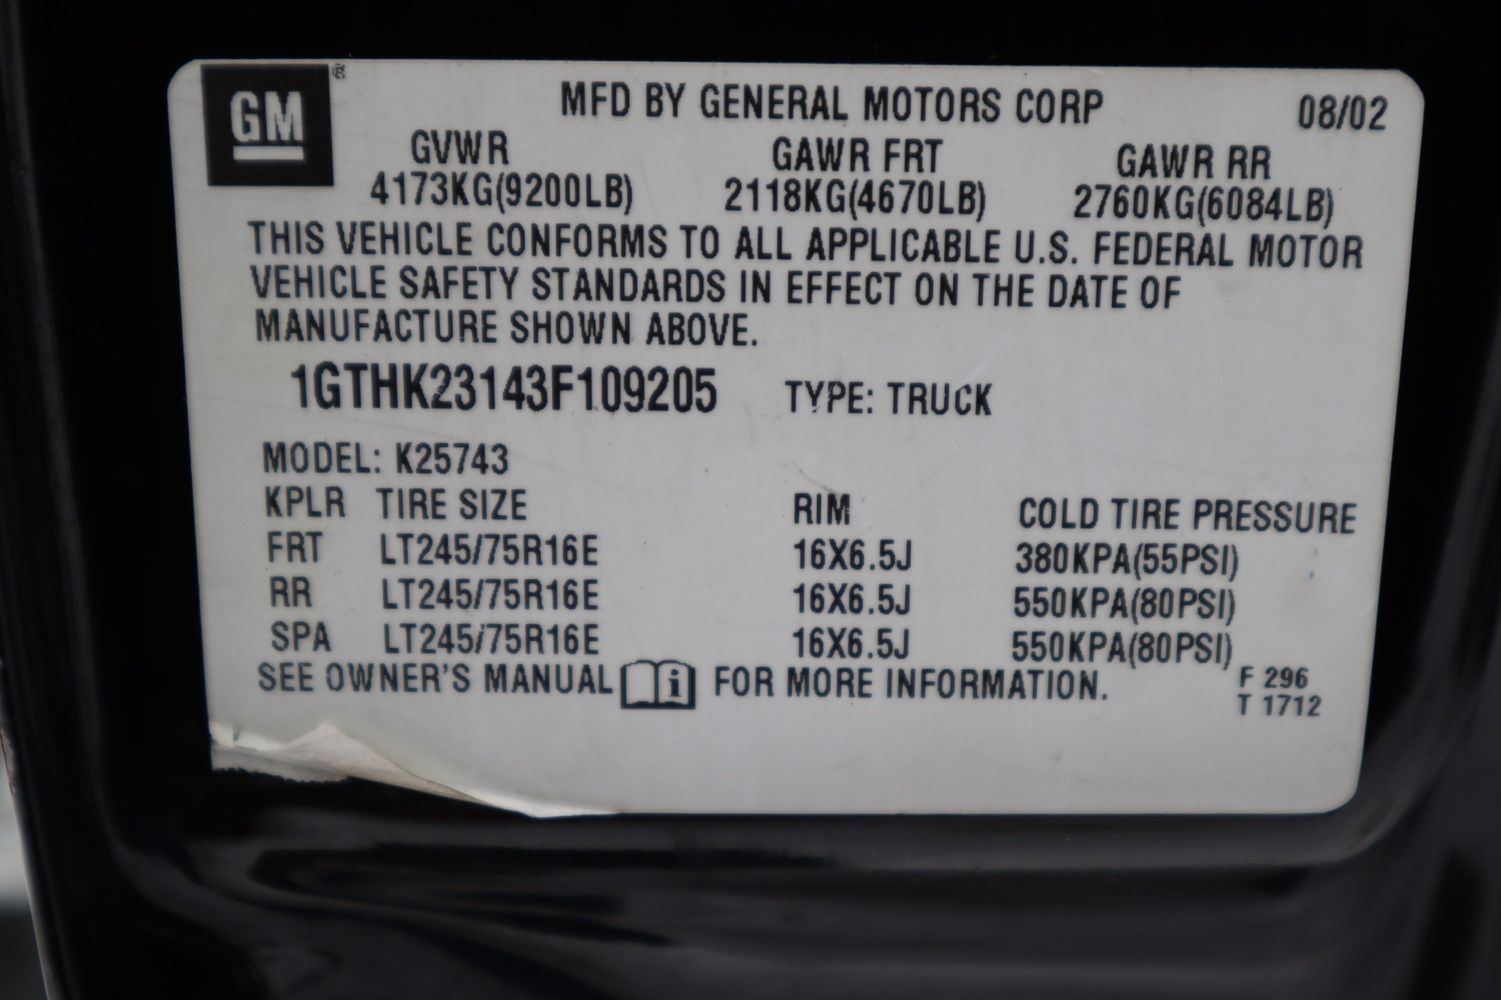 GM
MFD BY GENERAL MOTORS CORP 08/02
GVWR GAWR FRT GAWR RR
4173KG(9200LB) 2118KG(4670LB) 2760KG(6084LB)
THIS VEHICLE CONFORMS TO ALL APPLICABLE U.S. FEDERAL MOTOR
VEHICLE SAFETY STANDARDS IN EFFECT ON THE DATE OF
MANUFACTURE SHOWN ABOVE.
1GTHK23143F109205 TYPE: TRUCK
MODEL: K25743
KPLR TIRE SIZE RIM COLD TIRE PRESSURE
FRT LT245/75R16E 16X6.5J 380KPA(55PSI)
RR LT245/75R16E 16X6.5J 550KPA(80PSI)
SPA LT245/75R16E 16X6.5J 550KPA(80PSI)
SEE OWNER'S MANUAL i FOR MORE INFORMATION.
F 296
T 1712